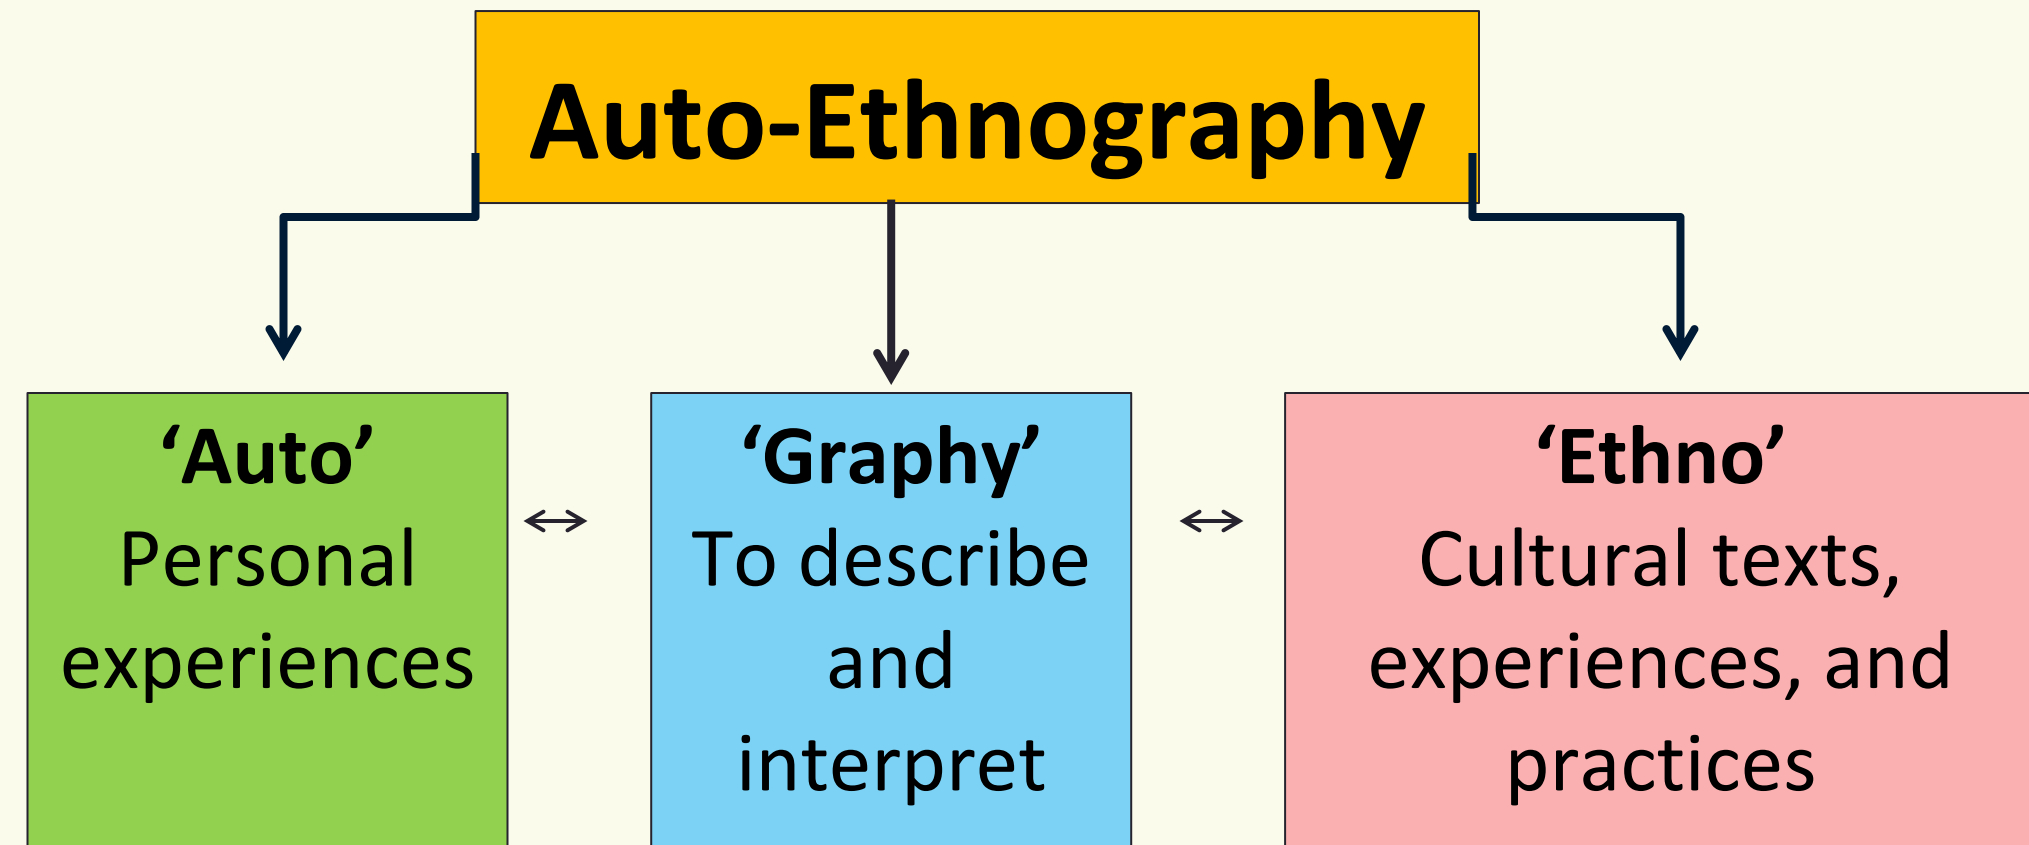 Auto-Ethnography
‘Auto’
Personal
experiences
‘Graphy’
To describe
and
interpret
‘Ethno’
Cultural texts,
experiences, and
practices